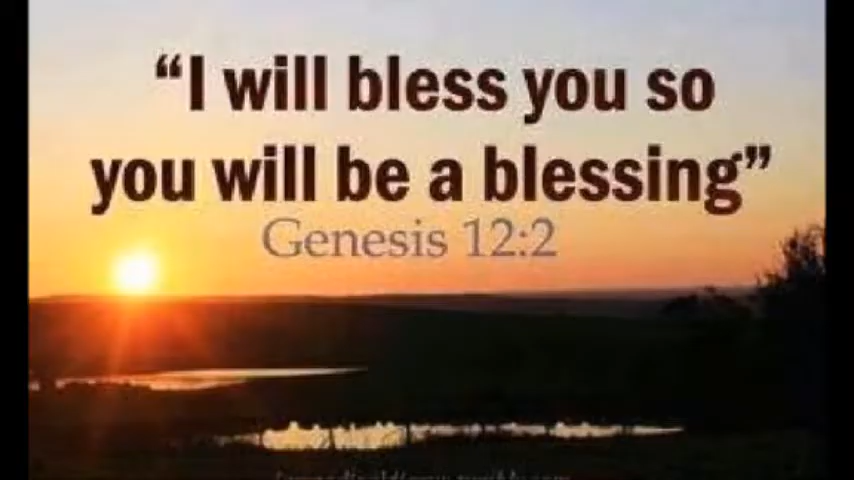 “I will bless you so
you will be a blessing”
Genesis 12:2